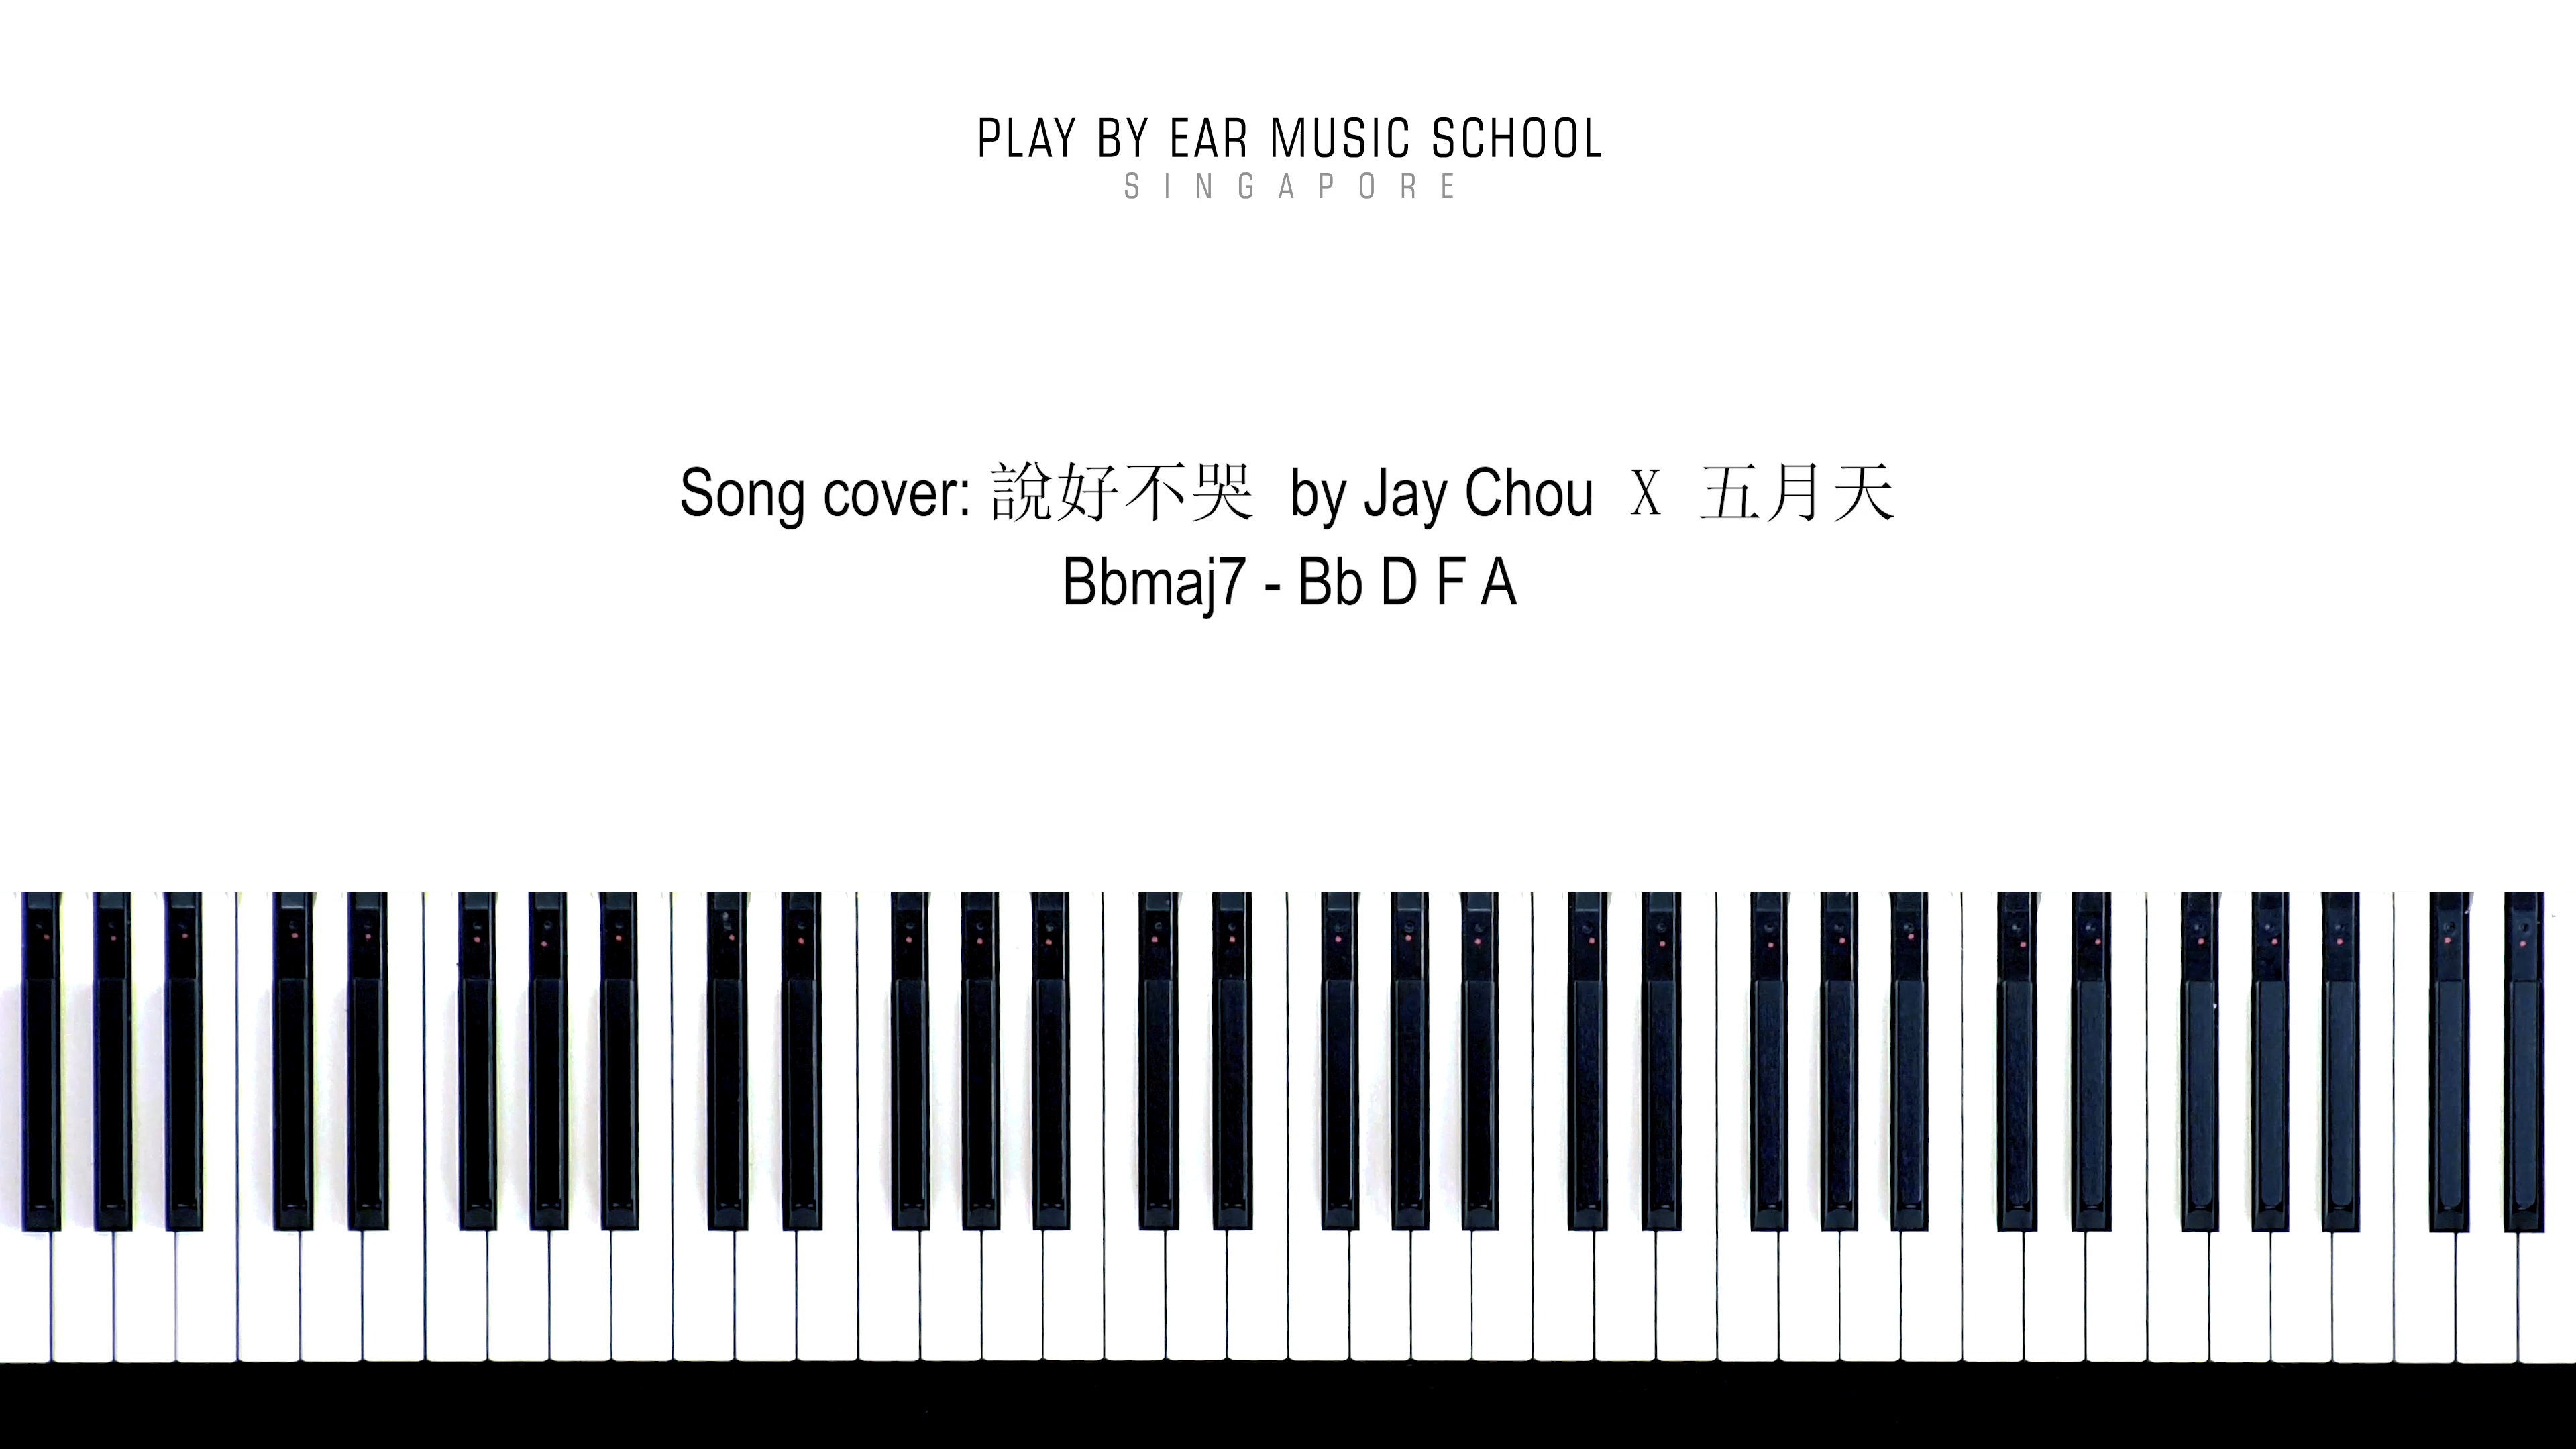 PLAY BY EAR MUSIC SCHOOL
SINGAPORE
Song cover: 說好不哭 by Jay Chou X 五月天
Bbmaj7 - Bb D F A